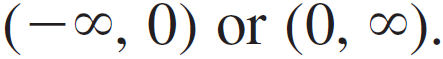 (−∞, 0) or (0, ∞).